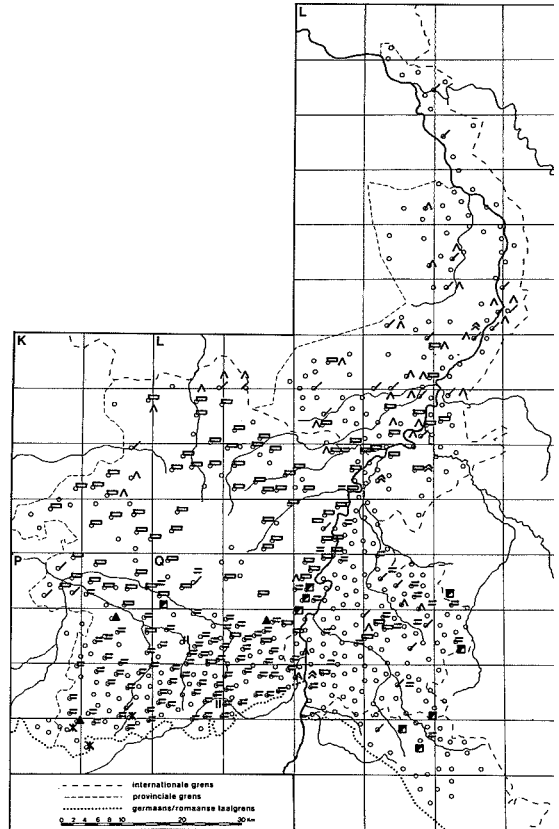 L
K
L
P
Q
internationale grens
provinciale grens
germaans/romaanse taalgrens
0 2 4 6 8 10 20 30 Km